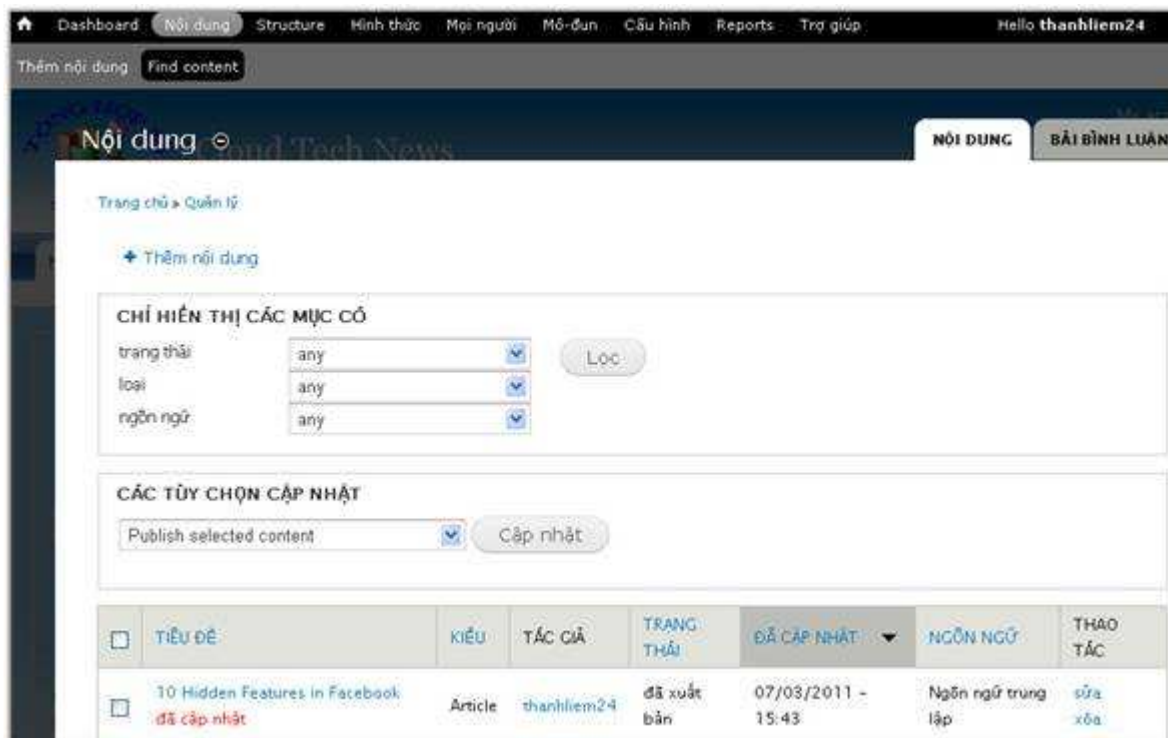 Dashboard Nội dung Structure Hình thức Mọi người Mô-đun Cấu hình Reports Trợ giúp Hello thanhliem24
Thêm nội dung Find content
Cloud Tech News
Nội dung
NỘI DUNG BÀI BÌNH LUẬN
Trang chủ » Quản lý
Thêm nội dung
CHỈ HIỂN THỊ CÁC MỤC CÓ
trạng thái any Lọc
loại any
ngôn ngữ any
CÁC TÙY CHỌN CẬP NHẬT
Publish selected content Cập nhật
TIÊU ĐỀ KIỂU TÁC GIẢ TRẠNG THÁI ĐÃ CẬP NHẬT NGÔN NGỮ THAO TÁC
10 Hidden Features in Facebook Article thanhliem24 đã xuất bản 07/03/2011 - 15:43 Ngôn ngữ trung lập sửa
đã cập nhật xóa